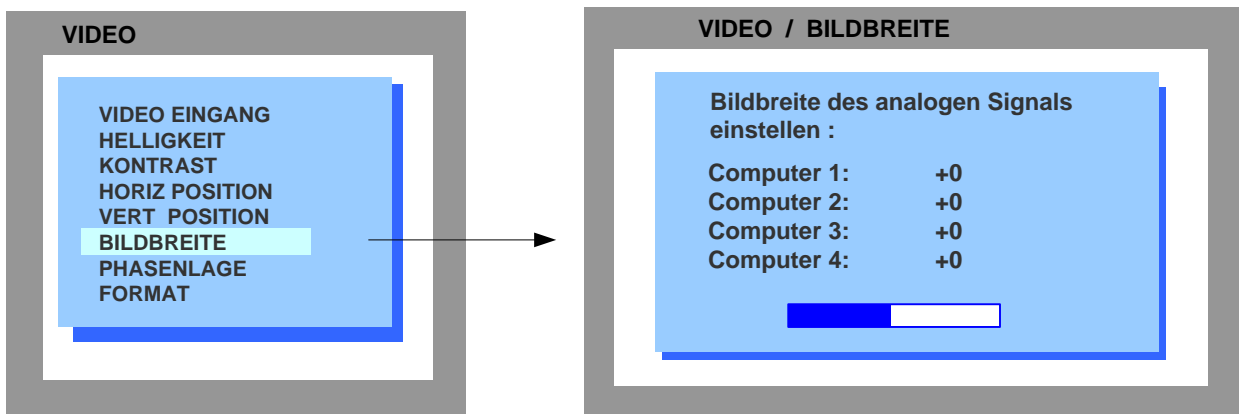 VIDEO
VIDEO EINGANG
HELLIGKEIT
KONTRAST
HORIZ POSITION
VERT POSITION
BILDBREITE
PHASENLAGE
FORMAT
VIDEO / BILDBREITE
Bildbreite des analogen Signals
einstellen :
Computer 1: +0
Computer 2: +0
Computer 3: +0
Computer 4: +0